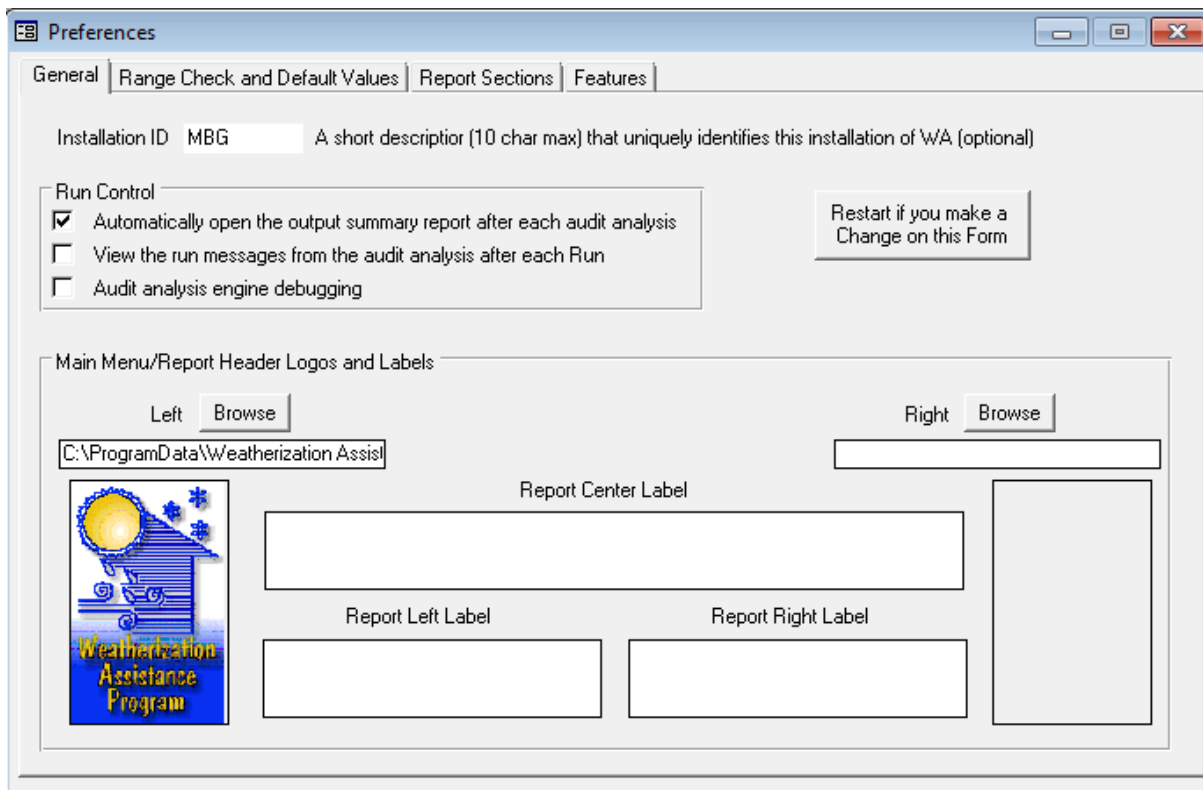 Preferences
General Range Check and Default Values Report Sections Features
Installation ID MBG A short descriptior (10 char max) that uniquely identifies this installation of WA (optional)
Run Control
Automatically open the output summary report after each audit analysis
View the run messages from the audit analysis after each Run
Audit analysis engine debugging
Restart if you make a
Change on this Form
Main Menu/Report Header Logos and Labels
Left Browse
Right Browse
C:\ProgramData\Weatherization Assist
Report Center Label
Report Left Label
Report Right Label
Weatherization
Assistance
Program